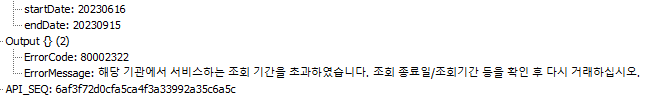 startDate: 20230616
endDate: 20230915
Output {} (2)
ErrorCode: 80002322
ErrorMessage: 해당 기관에서 서비스하는 조회 기간을 초과하였습니다. 조회 종료일/조회기간 등을 확인 후 다시 거래하십시오.
API_SEQ: 6af3f72d0cfa5ca4f3a33992a35c6a5c